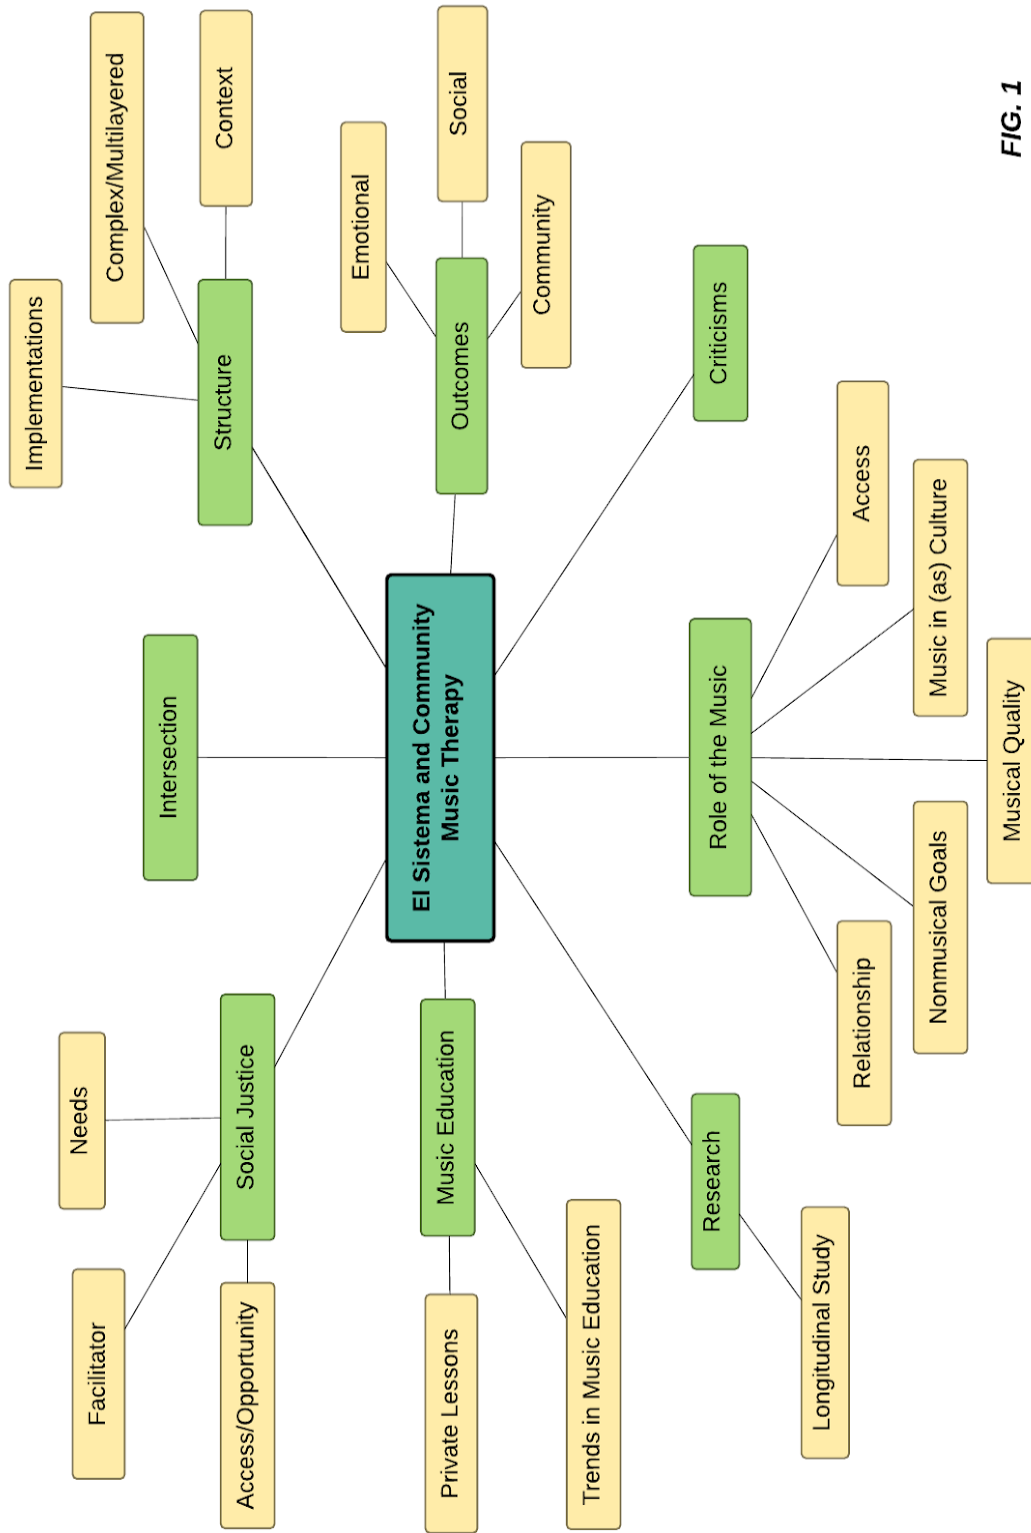 Facilitator
Needs
Access/Opportunity
Social Justice
Private Lessons
Music Education
Trends in Music Education
Research
Longitudinal Study
Intersection
El Sistema and Community
Music Therapy
Role of the Music
Relationship
Nonmusical Goals
Musical Quality
Music in (as) Culture
Access
Implementations
Complex/Multilayered
Structure
Context
Emotional
Outcomes
Social
Community
Criticisms
FIG. 1